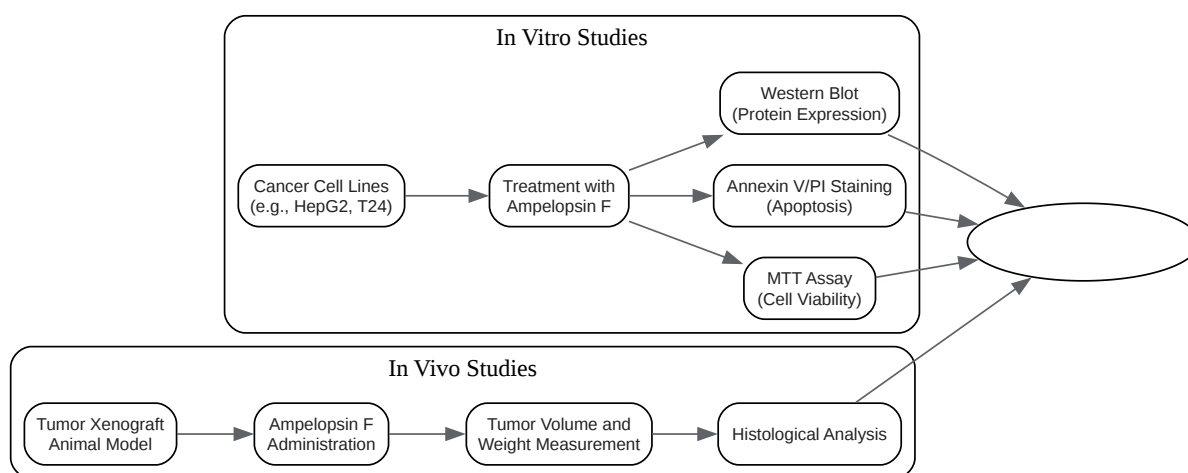 In Vitro Studies
Western Blot
(Protein Expression)
Cancer Cell Lines
(e.g., HepG2, T24)
Treatment with
Ampelopsin F
Annexin V/PI Staining
(Apoptosis)
MTT Assay
(Cell Viability)
In Vivo Studies
Tumor Xenograft
Animal Model
Ampelopsin F
Administration
Tumor Volume and
Weight Measurement
Histological Analysis